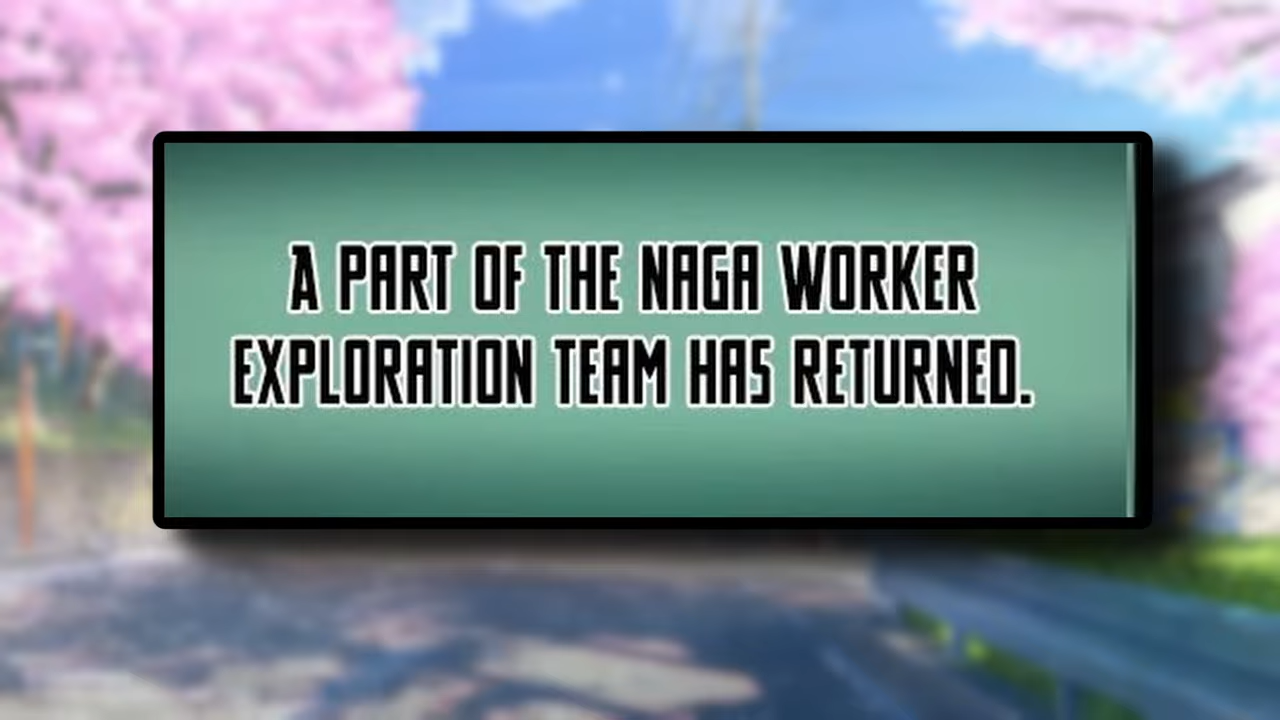 A PART OF THE NAGA WORKER
EXPLORATION TEAM HAS RETURNED.